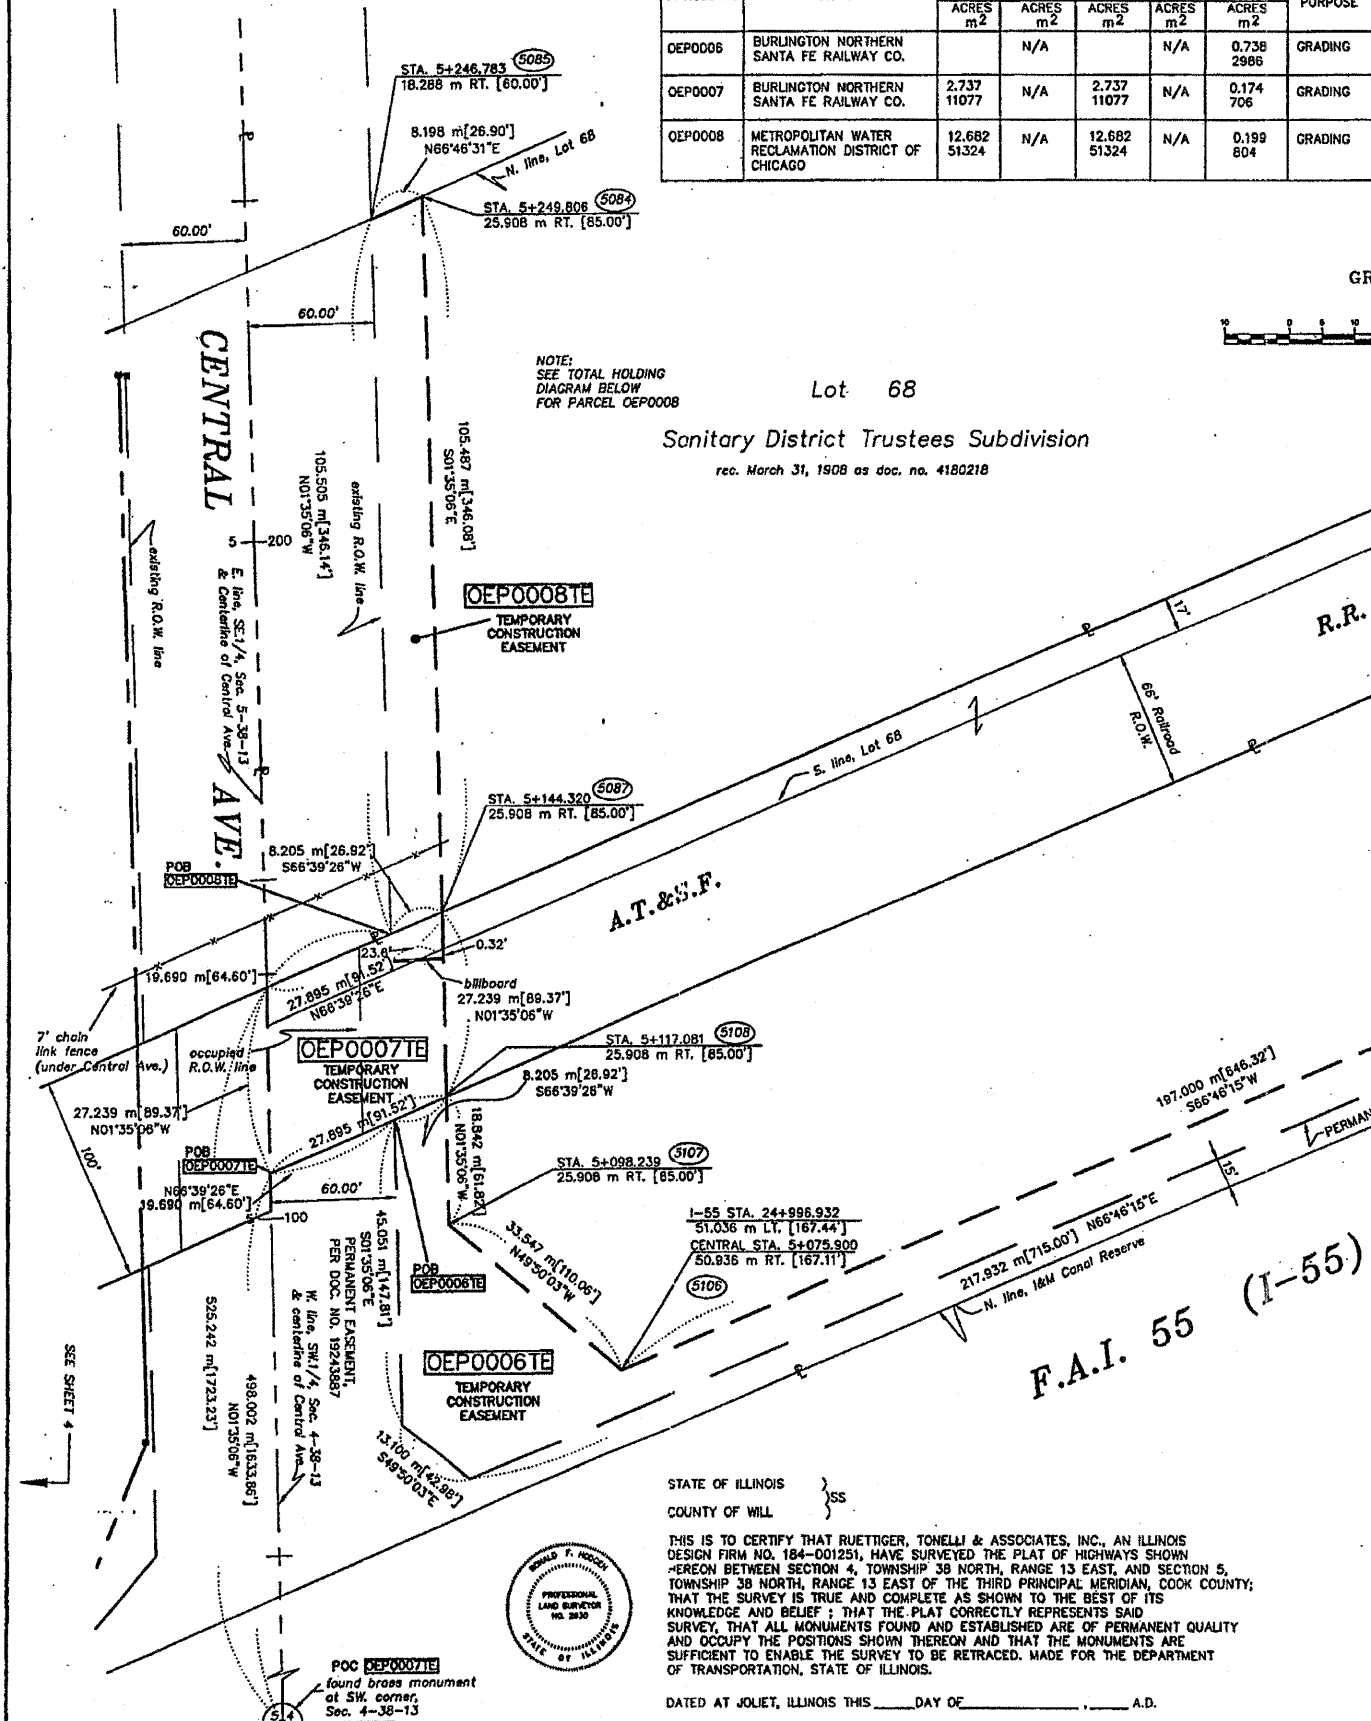 ACRES m2 ACRES m2 ACRES m2 ACRES m2 ACRES m2 PURPOSE
OEP0006 BURLINGTON NORTHERN SANTA FE RAILWAY CO. N/A N/A 0.738 2986 GRADING
OEP0007 BURLINGTON NORTHERN SANTA FE RAILWAY CO. 2.737 11077 N/A 2.737 11077 N/A 0.174 706 GRADING
OEP0008 METROPOLITAN WATER RECLAMATION DISTRICT OF CHICAGO 12.682 51324 N/A 12.682 51324 N/A 0.199 804 GRADING
STA. 5+246.783 5085
18.288 m RT. [60.00']
8.198 m[26.90']
N66°46'31"E
N. line, Lot 68
STA. 5+249.806 5084
25.908 m RT. [85.00']
60.00'
60.00'
GR
10 0 5 10
NOTE:
SEE TOTAL HOLDING
DIAGRAM BELOW
FOR PARCEL OEP0008
Lot 68
Sanitary District Trustees Subdivision
rec. March 31, 1908 as doc. no. 4180218
CENTRAL AVE.
105.487 m[346.08']
S01°35'06"E
105.505 m[346.14']
N01°35'06"W
existing R.O.W. line
existing R.O.W. line
5 200
E. line, SE.1/4, Sec. 5-38-13
& Centerline of Central Ave.
OEP0008TE
TEMPORARY
CONSTRUCTION
EASEMENT
17'
R.R.
66' Railroad
R.O.W.
S. line, Lot 68
STA. 5+144.320 5087
25.908 m RT. [85.00']
8.205 m[26.92']
S66°39'26"W
POB
OEP0008TE
A.T.&S.F.
23.6'
0.32'
19.690 m[64.60']
27.895 m[91.52']
N66°39'26"E
billboard
27.239 m[89.37']
N01°35'06"W
7' chain
link fence
(under Central Ave.)
occupied
R.O.W. line
OEP0007TE
TEMPORARY
CONSTRUCTION
EASEMENT
STA. 5+117.081 5108
25.908 m RT. [85.00']
8.205 m[26.92']
S66°39'26"W
27.239 m[89.37']
N01°35'06"W
27.895 m[91.52']
100'
POB
OEP0007TE
N66°39'26"E
19.690 m[64.60']
60.00'
18.842 m[61.82']
N01°35'06"W
STA. 5+098.239 5107
25.908 m RT. [85.00']
197.000 m[646.32']
S66°46'15"W
PERMAN
15'
5 100
I-55 STA. 24+996.932
51.036 m LT. [167.44']
CENTRAL STA. 5+075.900
50.936 m RT. [167.11']
5106
33.547 m[110.06']
N49°50'03"W
217.932 m[715.00'] N66°46'15"E
N. line, I&M Canal Reserve
45.051 m[147.81']
S01°35'06"E
PERMANENT EASEMENT,
PER DOC. NO. 19243887
POB
OEP0006TE
W. line, SW.1/4, Sec. 4-38-13
& centerline of Central Ave.
F.A.I. 55 (I-55)
OEP0006TE
TEMPORARY
CONSTRUCTION
EASEMENT
SEE SHEET 4
525.242 m[1723.23']
498.002 m[1633.86']
N01°35'06"W
13.100 m[42.98']
S49°50'03"E
STATE OF ILLINOIS
SS
COUNTY OF WILL
THIS IS TO CERTIFY THAT RUETTIGER, TONELLI & ASSOCIATES, INC., AN ILLINOIS
DESIGN FIRM NO. 184-001251, HAVE SURVEYED THE PLAT OF HIGHWAYS SHOWN
HEREON BETWEEN SECTION 4, TOWNSHIP 38 NORTH, RANGE 13 EAST, AND SECTION 5,
TOWNSHIP 38 NORTH, RANGE 13 EAST OF THE THIRD PRINCIPAL MERIDIAN, COOK COUNTY;
THAT THE SURVEY IS TRUE AND COMPLETE AS SHOWN TO THE BEST OF ITS
KNOWLEDGE AND BELIEF ; THAT THE PLAT CORRECTLY REPRESENTS SAID
SURVEY, THAT ALL MONUMENTS FOUND AND ESTABLISHED ARE OF PERMANENT QUALITY
AND OCCUPY THE POSITIONS SHOWN THEREON AND THAT THE MONUMENTS ARE
SUFFICIENT TO ENABLE THE SURVEY TO BE RETRACED. MADE FOR THE DEPARTMENT
OF TRANSPORTATION, STATE OF ILLINOIS.
DATED AT JOLIET, ILLINOIS THIS DAY OF , A.D.
PROFESSIONAL
LAND SURVEYOR
STATE OF ILLINOIS
POC OEP0007TE
found brass monument
at SW. corner,
Sec. 4-38-13
5 4